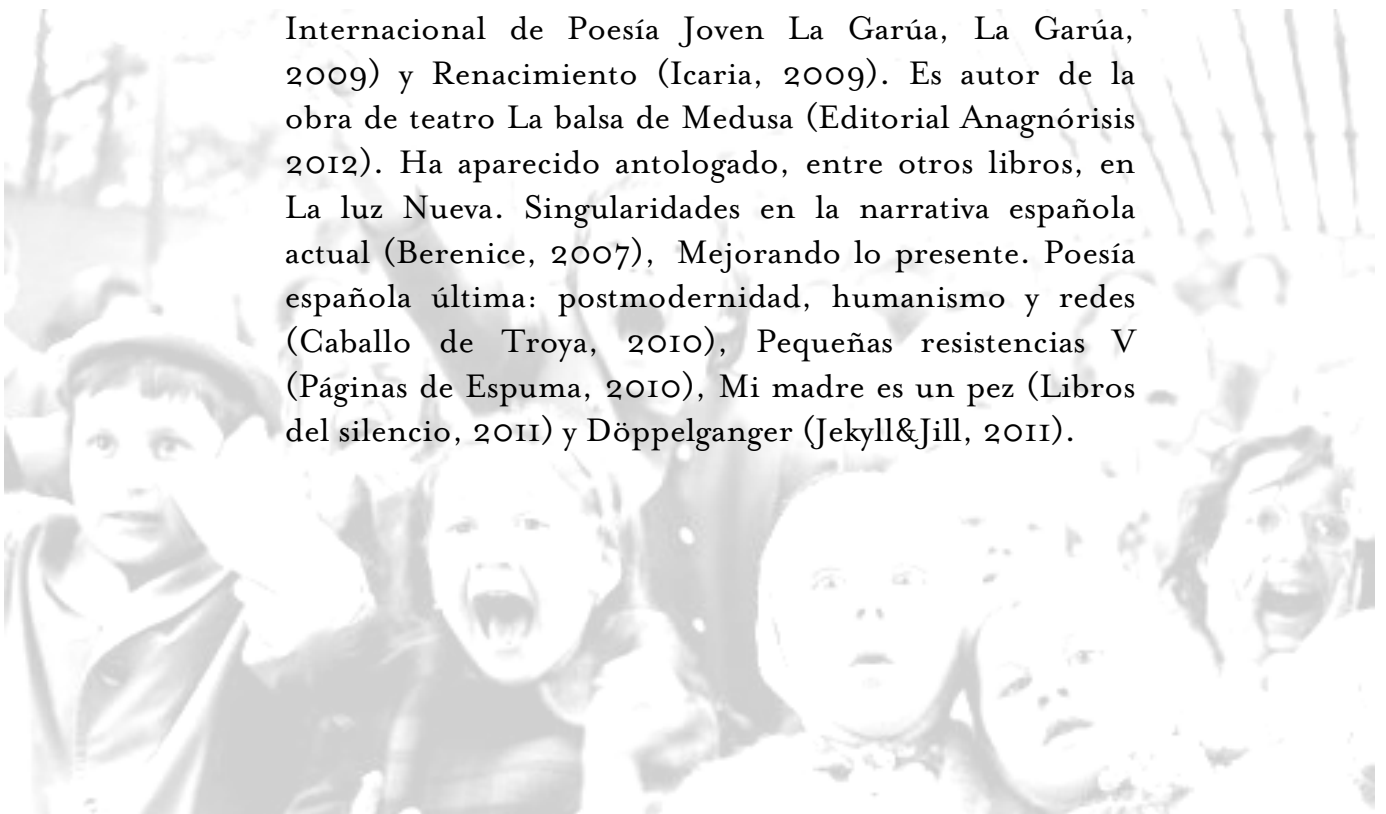 Internacional de Poesía Joven La Garúa, La Garúa,
2009) y Renacimiento (Icaria, 2009). Es autor de la
obra de teatro La balsa de Medusa (Editorial Anagnórisis
2012). Ha aparecido antologado, entre otros libros, en
La luz Nueva. Singularidades en la narrativa española
actual (Berenice, 2007), Mejorando lo presente. Poesía
española última: postmodernidad, humanismo y redes
(Caballo de Troya, 2010), Pequeñas resistencias V
(Páginas de Espuma, 2010), Mi madre es un pez (Libros
del silencio, 2011) y Döppelganger (Jekyll&Jill, 2011).